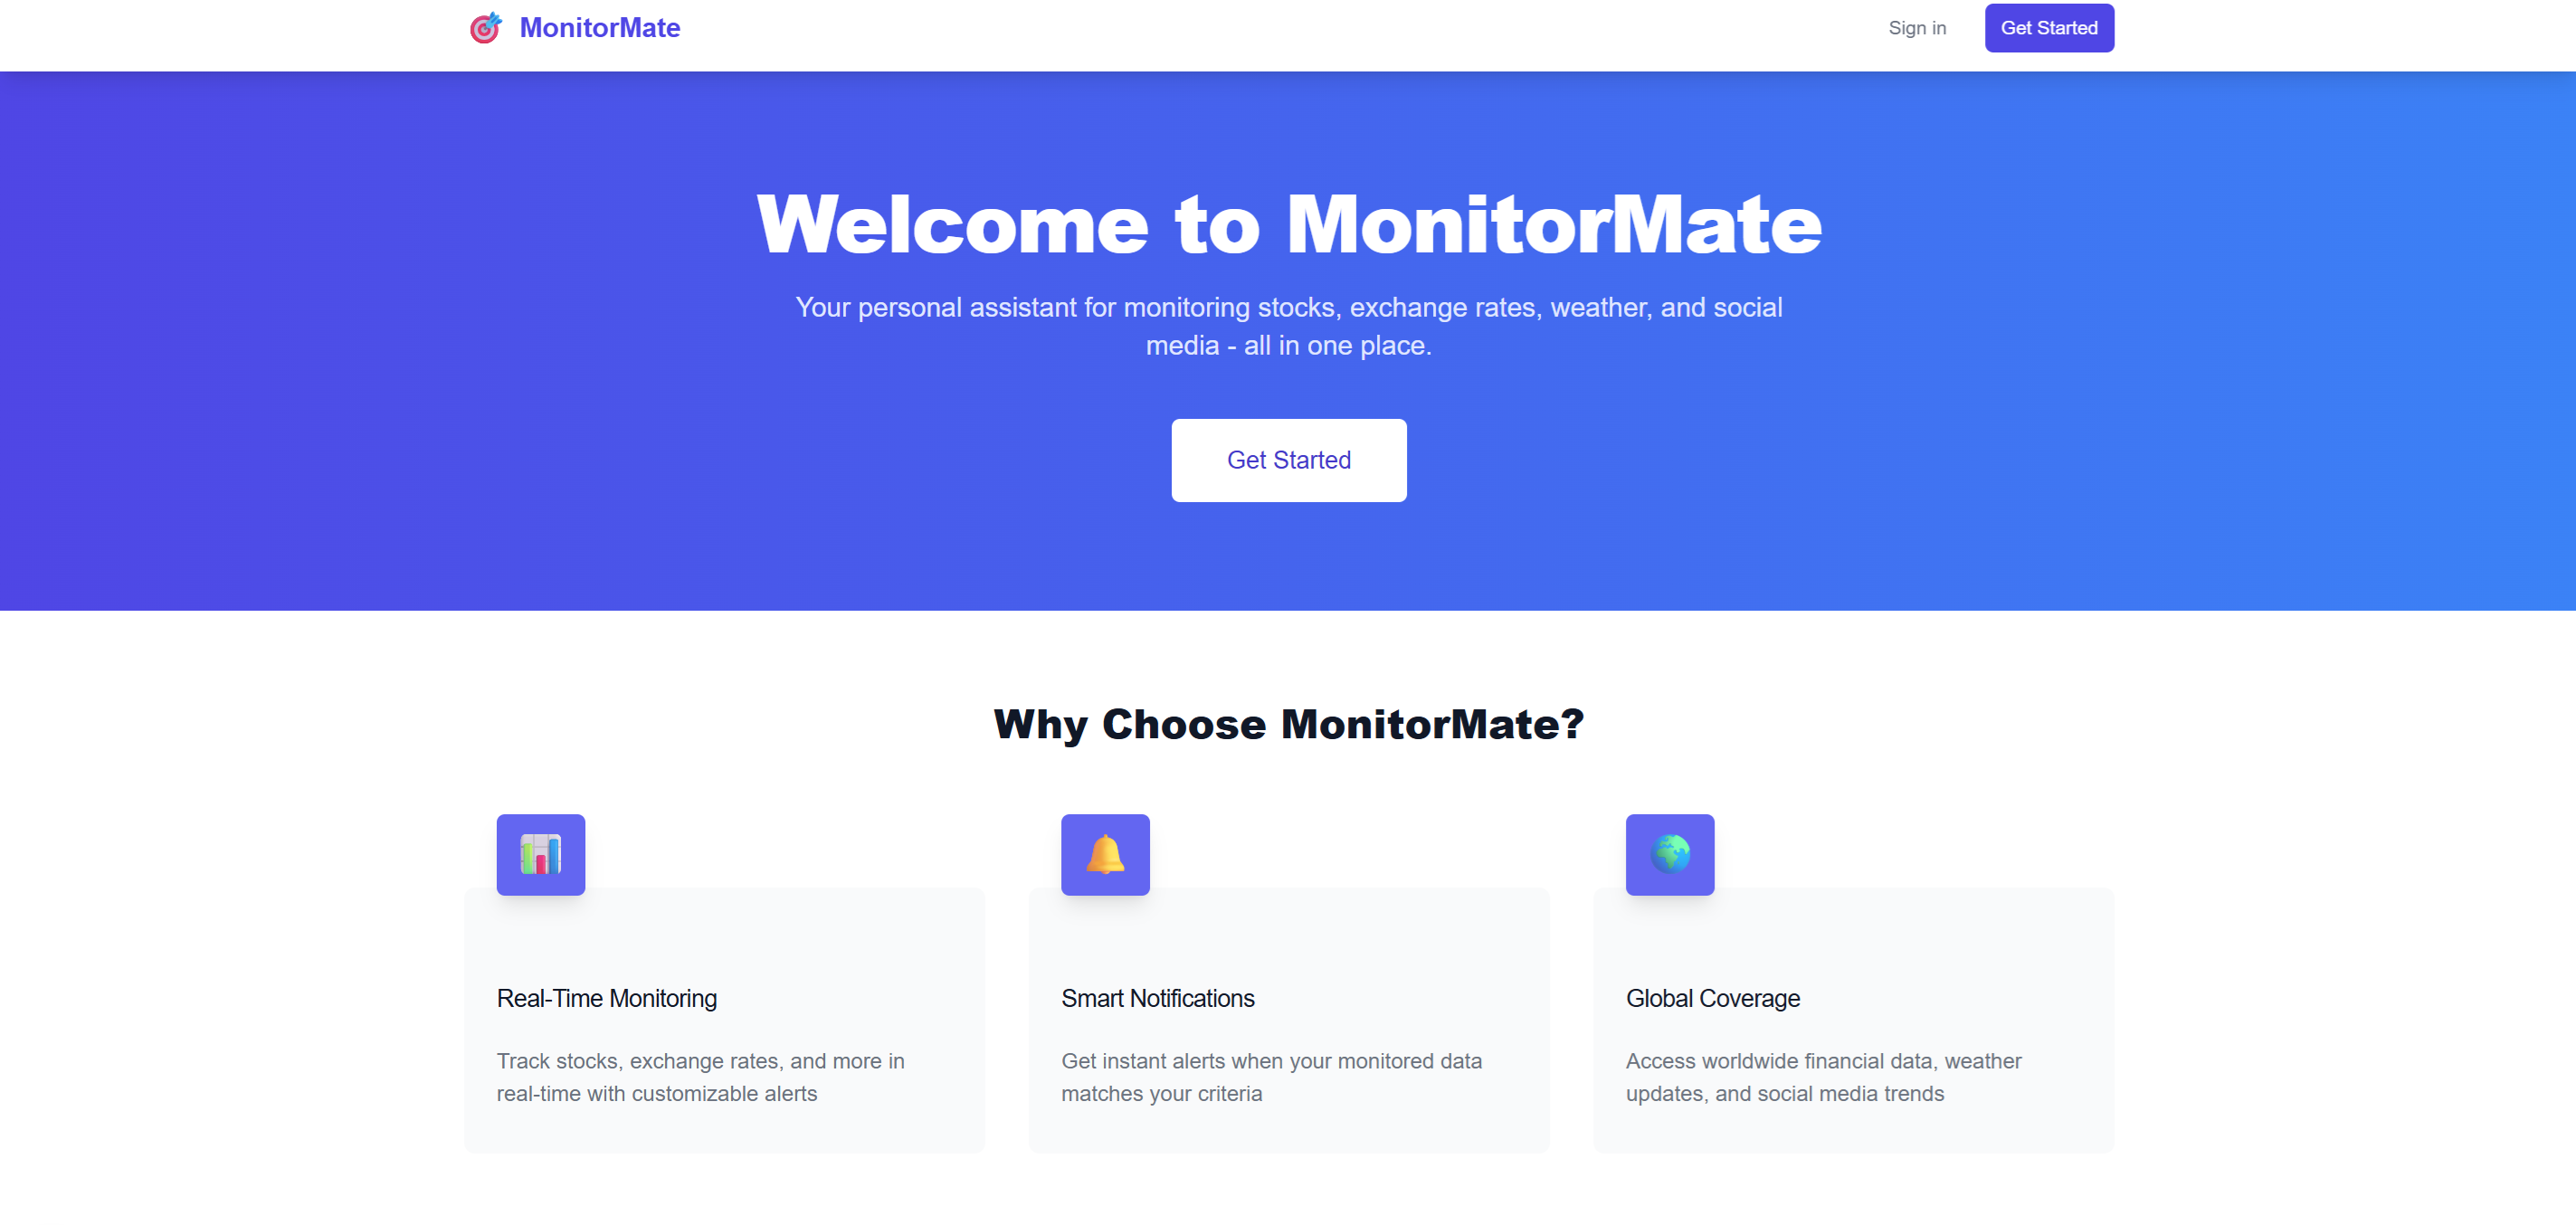 MonitorMate
Sign in
Get Started
Welcome to MonitorMate
Your personal assistant for monitoring stocks, exchange rates, weather, and social
media - all in one place.
Get Started
Why Choose MonitorMate?
Real-Time Monitoring
Track stocks, exchange rates, and more in
real-time with customizable alerts
Smart Notifications
Get instant alerts when your monitored data
matches your criteria
Global Coverage
Access worldwide financial data, weather
updates, and social media trends